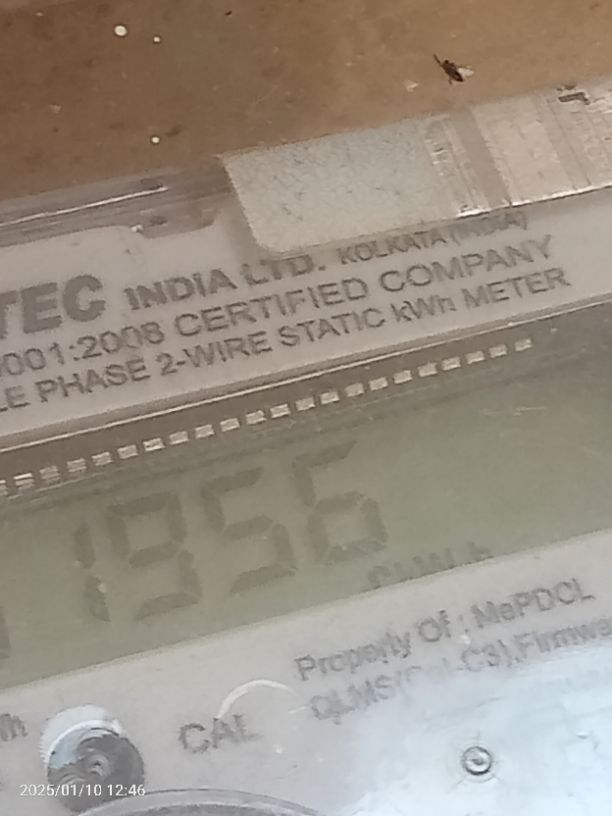 TEC INDIA LTD. KOLKATA (INDIA)
9001:2008 CERTIFIED COMPANY
LE PHASE 2-WIRE STATIC kWh METER
1956
Property Of : MePDCL
CAL
2025/01/10 12:46